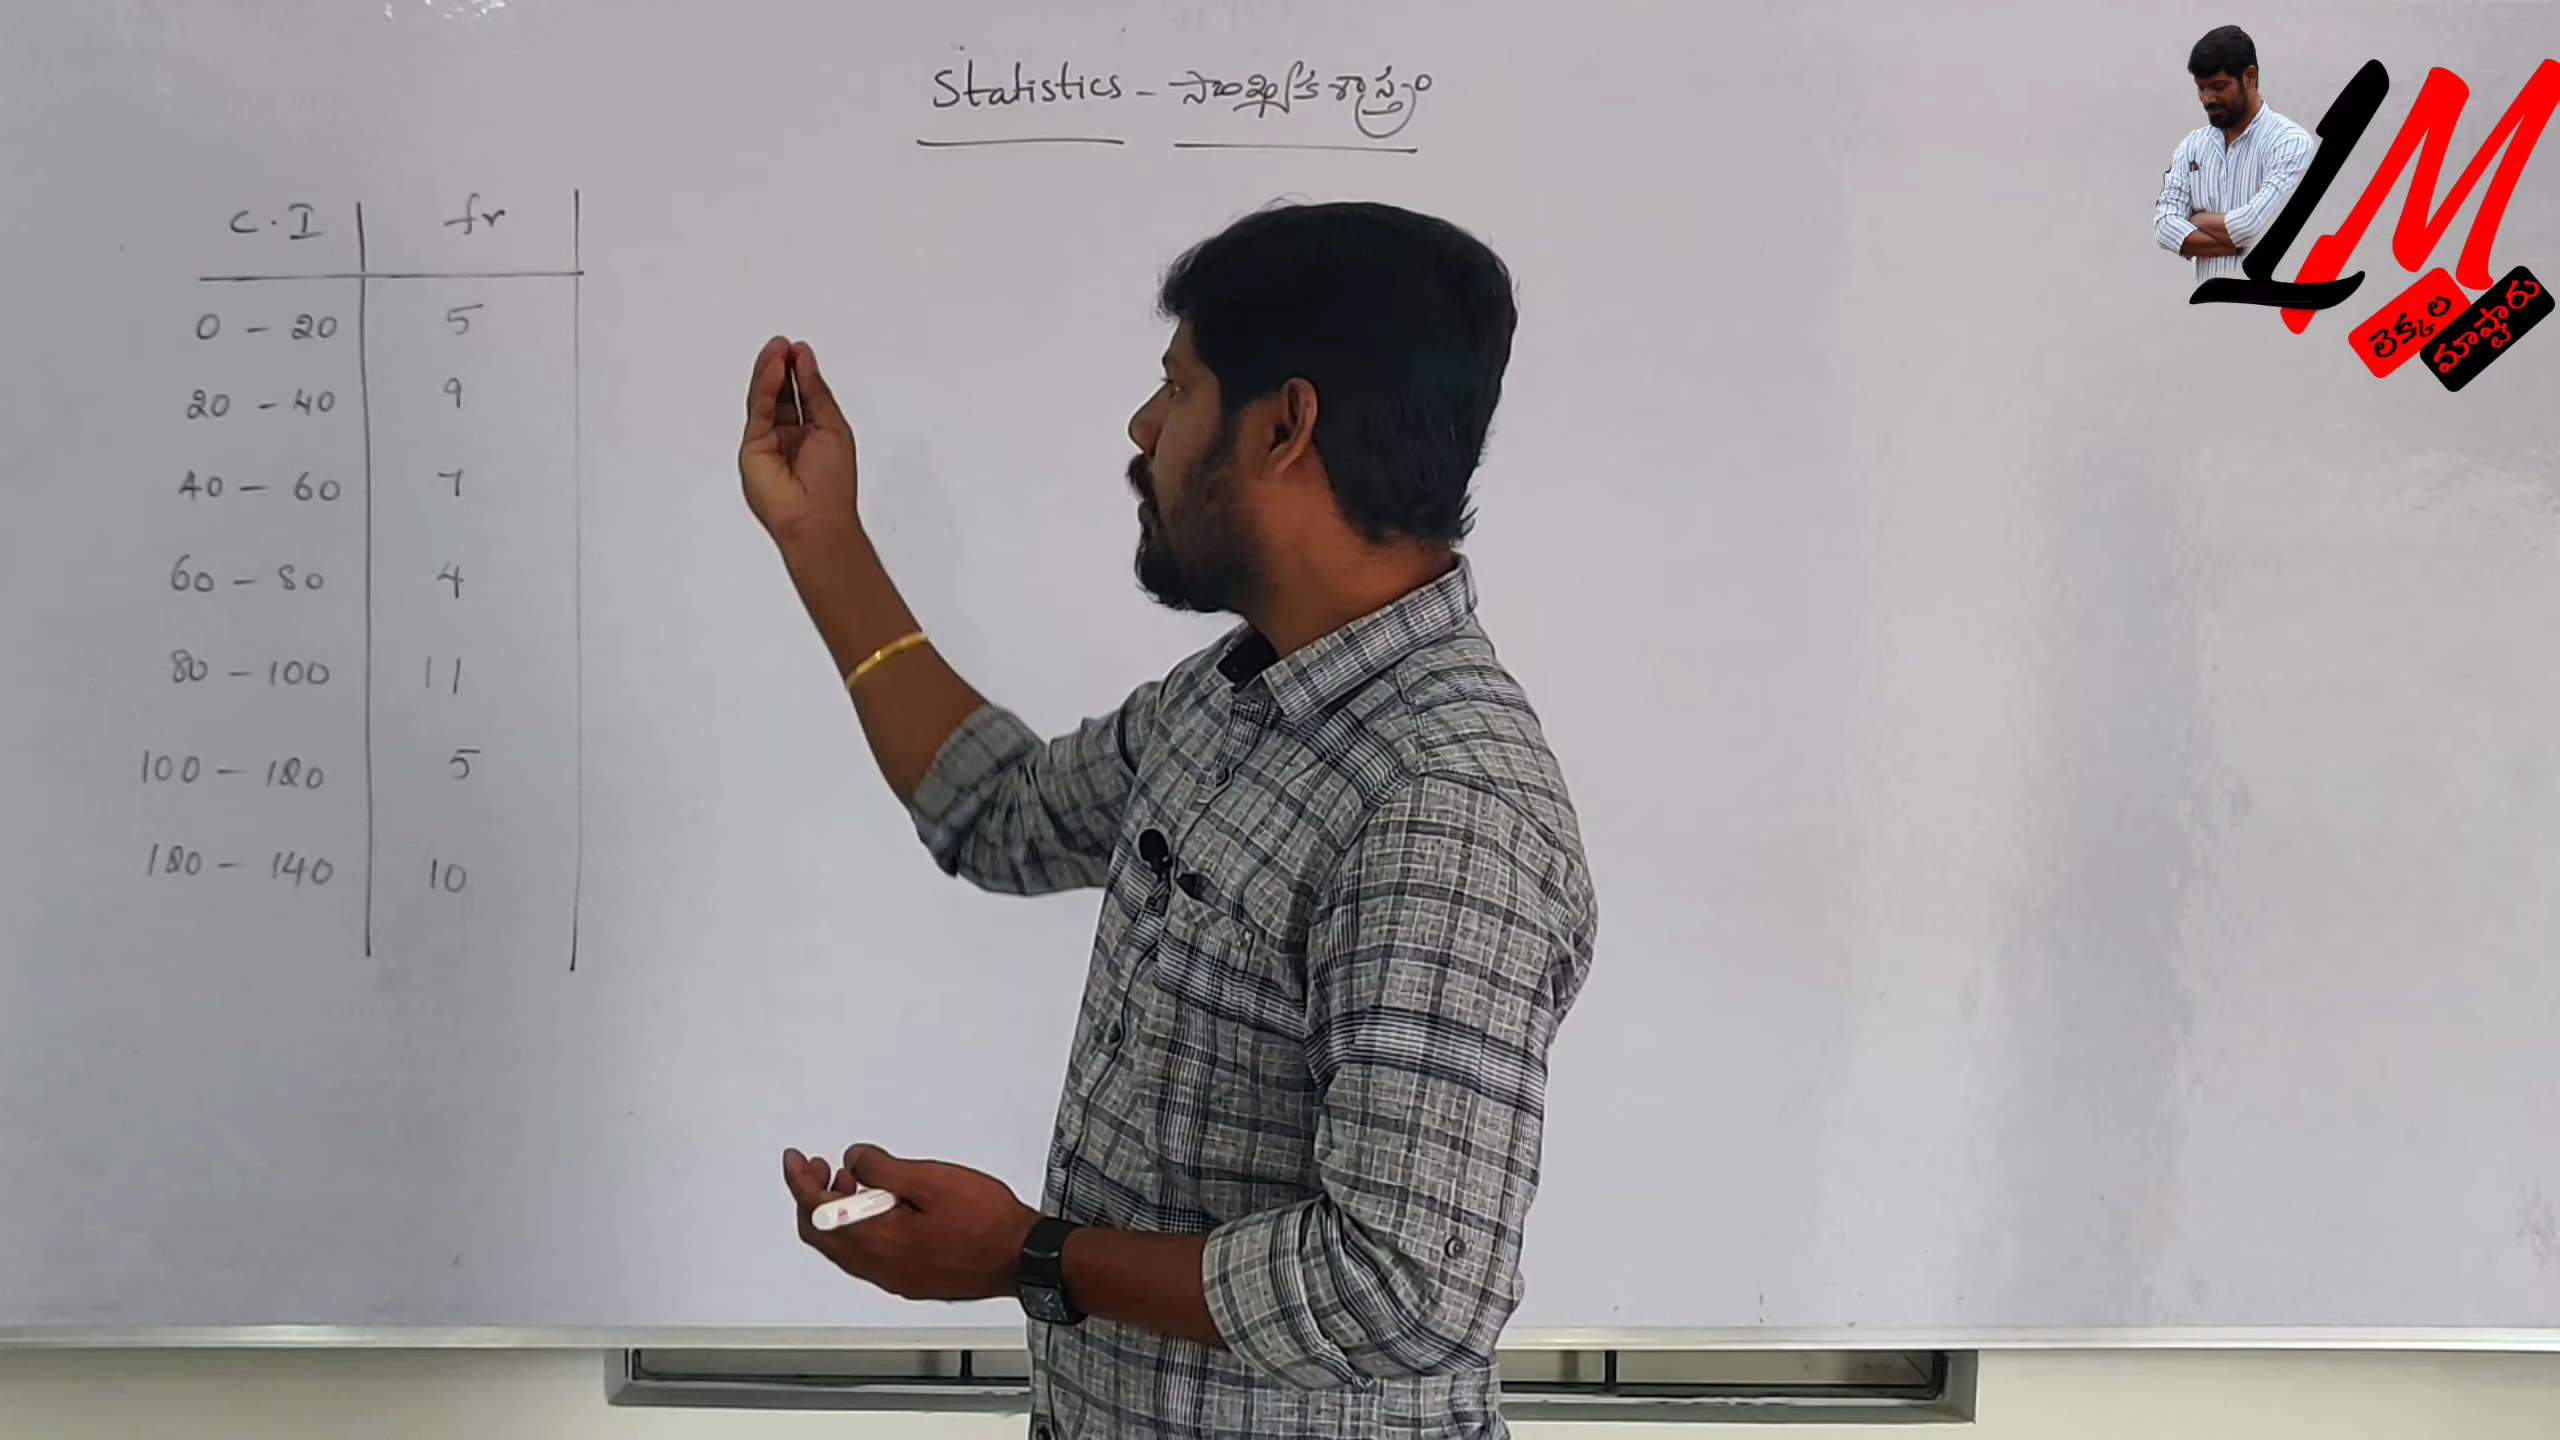 Statistics - సాంఖ్యిక శాస్త్రం
C.I fr
0 - 20 5
20 - 40 9
40 - 60 7
60 - 80 4
80 - 100 11
100 - 120 5
120 - 140 10
LM
లెక్కల
మాష్టారు